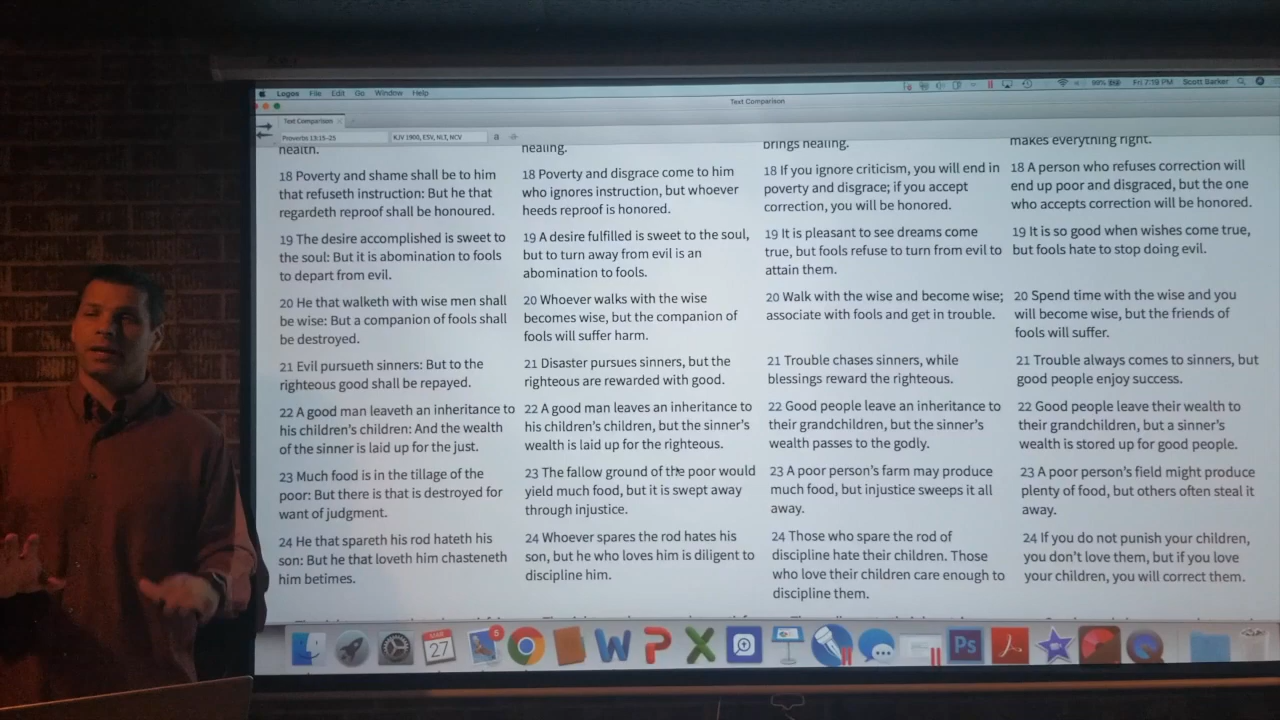 Logos File Edit Go Window Help
Fri 7:19 PM Scott Barker
Text Comparison
Text Comparison
Proverbs 13:15–25
KJV 1900, ESV, NLT, NCV
health.
18 Poverty and shame shall be to him
that refuseth instruction: But he that
regardeth reproof shall be honoured.
19 The desire accomplished is sweet to
the soul: But it is abomination to fools
to depart from evil.
20 He that walketh with wise men shall
be wise: But a companion of fools shall
be destroyed.
21 Evil pursueth sinners: But to the
righteous good shall be repayed.
22 A good man leaveth an inheritance to
his children's children: And the wealth
of the sinner is laid up for the just.
23 Much food is in the tillage of the
poor: But there is that is destroyed for
want of judgment.
24 He that spareth his rod hateth his
son: But he that loveth him chasteneth
him betimes.
healing.
18 Poverty and disgrace come to him
who ignores instruction, but whoever
heeds reproof is honored.
19 A desire fulfilled is sweet to the soul,
but to turn away from evil is an
abomination to fools.
20 Whoever walks with the wise
becomes wise, but the companion of
fools will suffer harm.
21 Disaster pursues sinners, but the
righteous are rewarded with good.
22 A good man leaves an inheritance to
his children's children, but the sinner's
wealth is laid up for the righteous.
23 The fallow ground of the poor would
yield much food, but it is swept away
through injustice.
24 Whoever spares the rod hates his
son, but he who loves him is diligent to
discipline him.
brings healing.
18 If you ignore criticism, you will end in
poverty and disgrace; if you accept
correction, you will be honored.
19 It is pleasant to see dreams come
true, but fools refuse to turn from evil to
attain them.
20 Walk with the wise and become wise;
associate with fools and get in trouble.
21 Trouble chases sinners, while
blessings reward the righteous.
22 Good people leave an inheritance to
their grandchildren, but the sinner's
wealth passes to the godly.
23 A poor person's farm may produce
much food, but injustice sweeps it all
away.
24 Those who spare the rod of
discipline hate their children. Those
who love their children care enough to
discipline them.
makes everything right.
18 A person who refuses correction will
end up poor and disgraced, but the one
who accepts correction will be honored.
19 It is so good when wishes come true,
but fools hate to stop doing evil.
20 Spend time with the wise and you
will become wise, but the friends of
fools will suffer.
21 Trouble always comes to sinners, but
good people enjoy success.
22 Good people leave their wealth to
their grandchildren, but a sinner's
wealth is stored up for good people.
23 A poor person's field might produce
plenty of food, but others often steal it
away.
24 If you do not punish your children,
you don't love them, but if you love
your children, you will correct them.
MAR
27
5
W
P
X
Ps